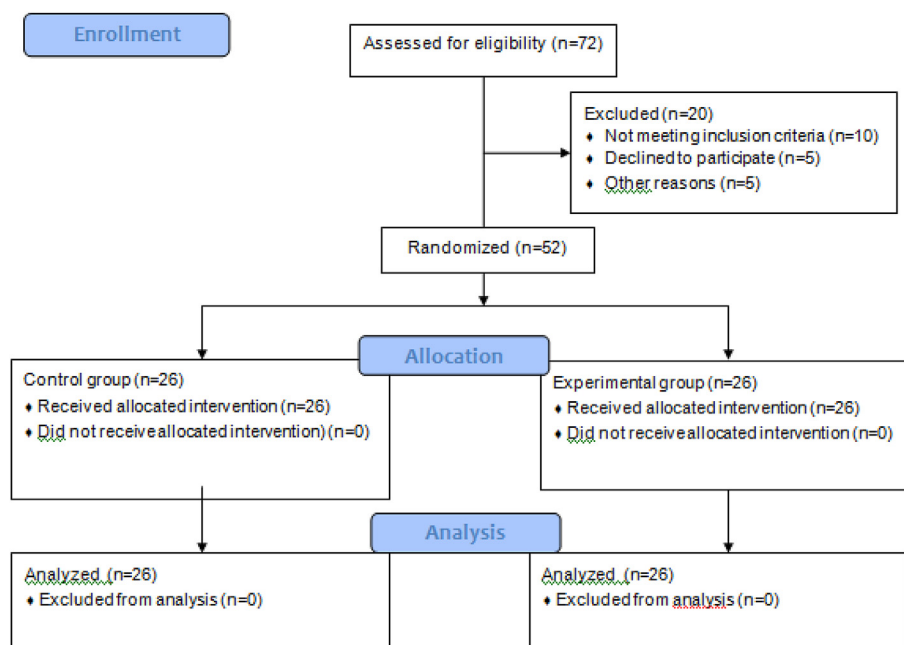 Enrollment
Assessed for eligibility (n=72)
Excluded (n=20)
♦ Not meeting inclusion criteria (n=10)
♦ Declined to participate (n=5)
♦ Other reasons (n=5)
Randomized (n=52)
Allocation
Control group (n=26)
♦ Received allocated intervention (n=26)
♦ Did not receive allocated intervention) (n=0)
Experimental group (n=26)
♦ Received allocated intervention (n=26)
♦ Did not receive allocated intervention (n=0)
Analysis
Analyzed (n=26)
♦ Excluded from analysis (n=0)
Analyzed (n=26)
♦ Excluded from analysis (n=0)